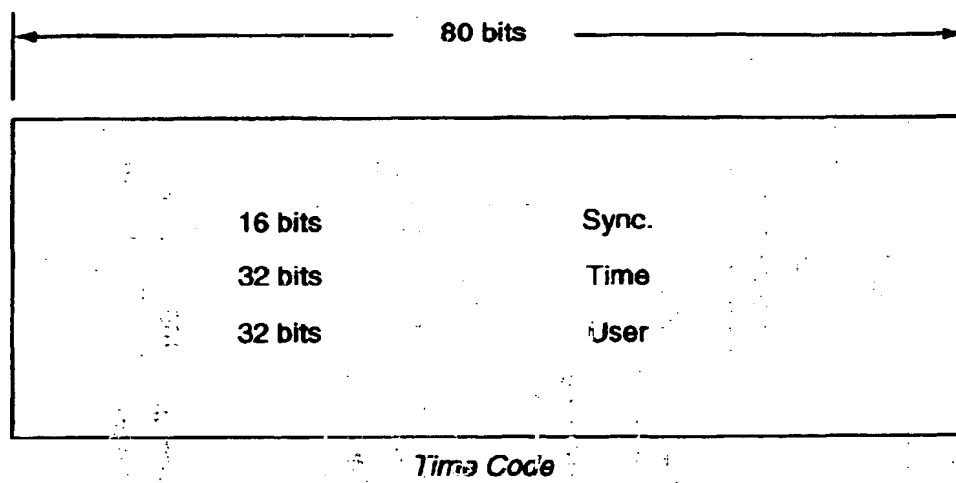 80 bits
16 bits Sync.
32 bits Time
32 bits User
Time Code